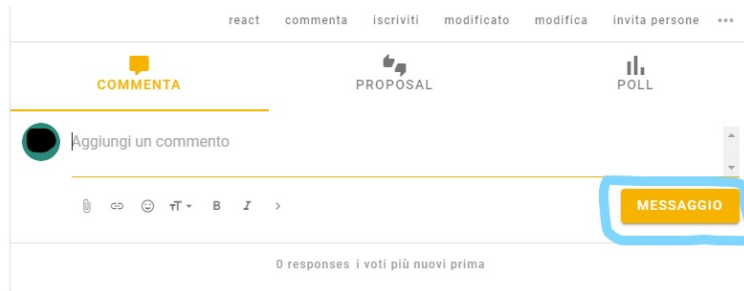 react commenta iscriviti modificato modifica invita persone
COMMENTA PROPOSAL POLL
Aggiungi un commento
B I
MESSAGGIO
0 responses i voti più nuovi prima